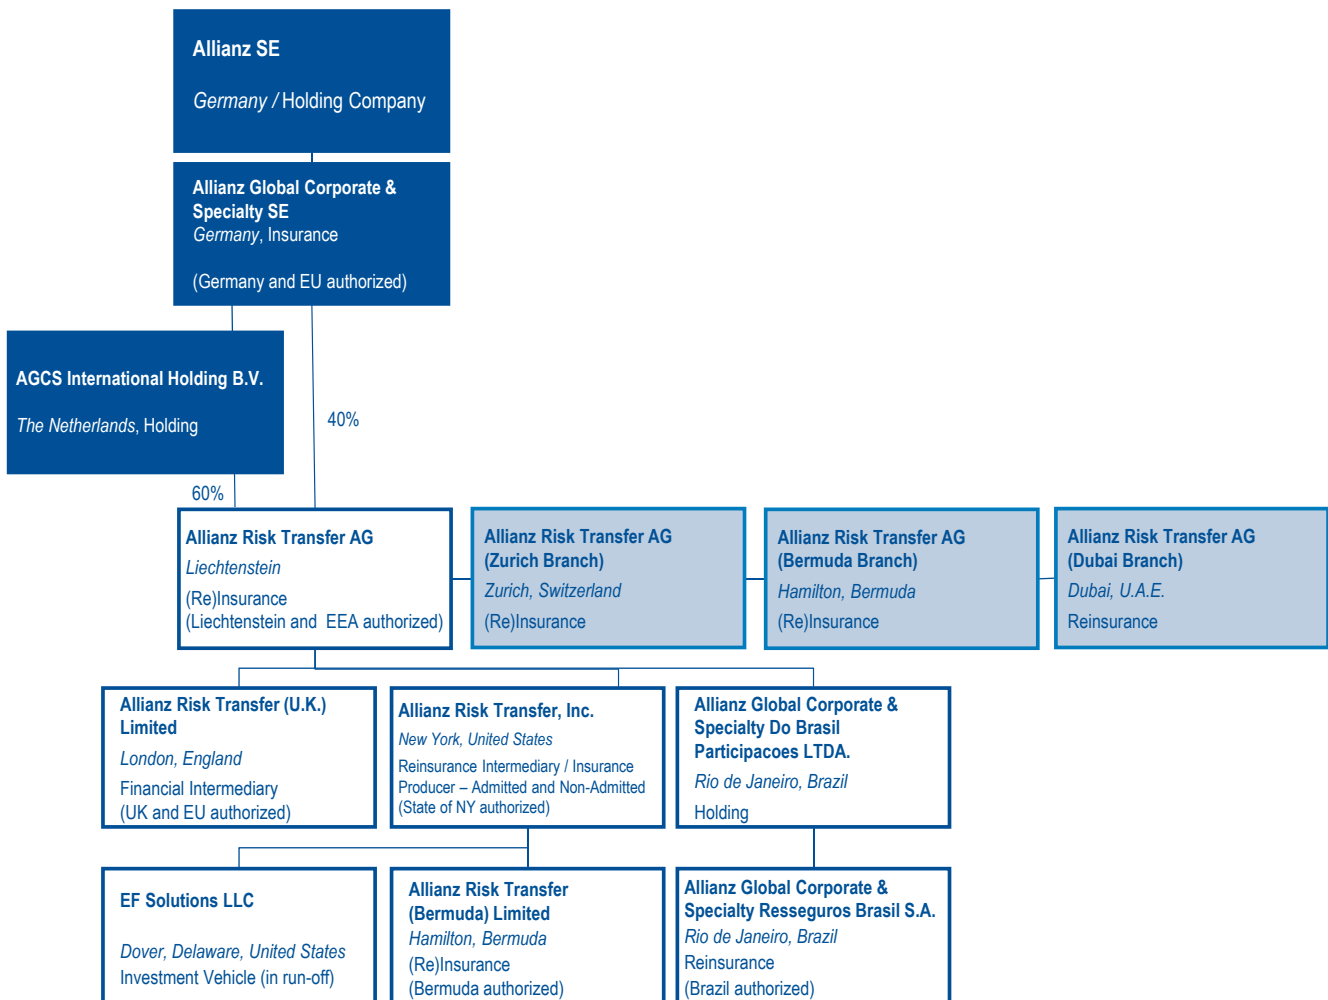 Allianz SE
Germany / Holding Company
Allianz Global Corporate &
Specialty SE
Germany, Insurance
(Germany and EU authorized)
AGCS International Holding B.V.
The Netherlands, Holding
40%
60%
Allianz Risk Transfer AG
Liechtenstein
(Re)Insurance
(Liechtenstein and EEA authorized)
Allianz Risk Transfer AG
(Zurich Branch)
Zurich, Switzerland
(Re)Insurance
Allianz Risk Transfer AG
(Bermuda Branch)
Hamilton, Bermuda
(Re)Insurance
Allianz Risk Transfer AG
(Dubai Branch)
Dubai, U.A.E.
Reinsurance
Allianz Risk Transfer (U.K.)
Limited
London, England
Financial Intermediary
(UK and EU authorized)
Allianz Risk Transfer, Inc.
New York, United States
Reinsurance Intermediary / Insurance
Producer – Admitted and Non-Admitted
(State of NY authorized)
Allianz Global Corporate &
Specialty Do Brasil
Participacoes LTDA.
Rio de Janeiro, Brazil
Holding
EF Solutions LLC
Dover, Delaware, United States
Investment Vehicle (in run-off)
Allianz Risk Transfer
(Bermuda) Limited
Hamilton, Bermuda
(Re)Insurance
(Bermuda authorized)
Allianz Global Corporate &
Specialty Resseguros Brasil S.A.
Rio de Janeiro, Brazil
Reinsurance
(Brazil authorized)